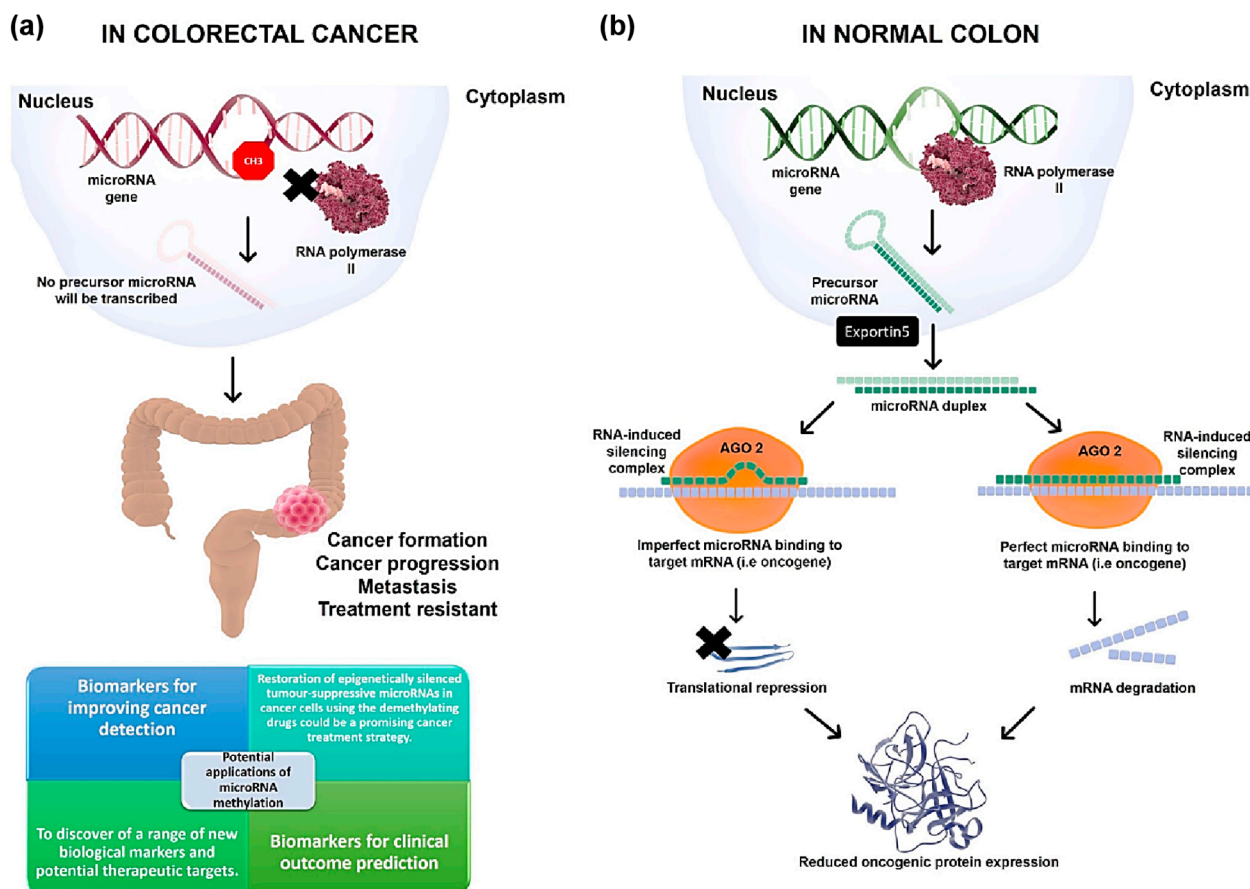 (a)
IN COLORECTAL CANCER
Nucleus
Cytoplasm
CH3
microRNA
gene
RNA polymerase
II
No precursor microRNA
will be transcribed
Cancer formation
Cancer progression
Metastasis
Treatment resistant
Biomarkers for
improving cancer
detection
Restoration of epigenetically silenced
tumour-suppressive microRNAs in
cancer cells using the demethylating
drugs could be a promising cancer
treatment strategy.
Potential
applications of
microRNA
methylation
To discover of a range of new
biological markers and
potential therapeutic targets.
Biomarkers for clinical
outcome prediction
(b)
IN NORMAL COLON
Nucleus
Cytoplasm
microRNA
gene
RNA polymerase
II
Precursor
microRNA
Exportin5
microRNA duplex
RNA-induced
silencing
complex
AGO 2
Imperfect microRNA binding to
target mRNA (i.e oncogene)
AGO 2
RNA-induced
silencing
complex
Perfect microRNA binding to
target mRNA (i.e oncogene)
Translational repression
mRNA degradation
Reduced oncogenic protein expression